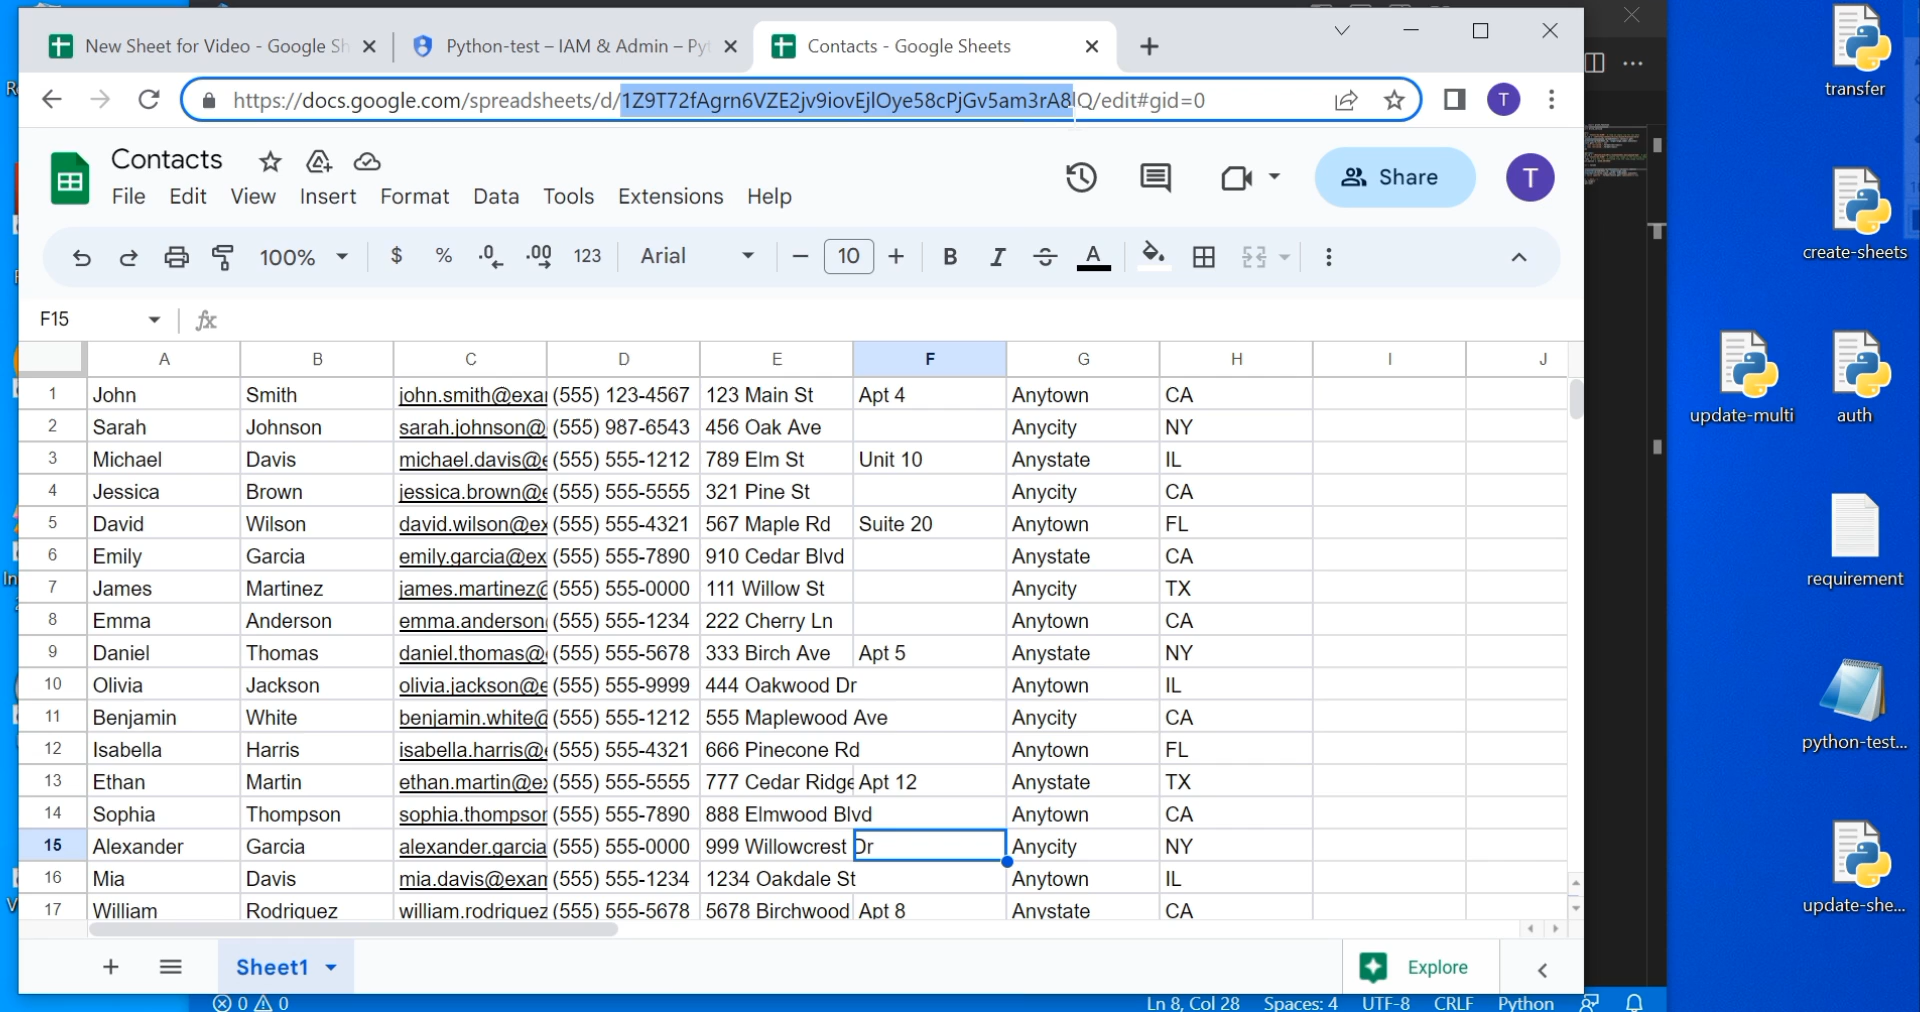 New Sheet for Video - Google Sh
Python-test – IAM & Admin – Pyt
Contacts - Google Sheets
https://docs.google.com/spreadsheets/d/1Z9T72fAgrn6VZE2jv9iovEjlOye58cPjGv5am3rA8lQ/edit#gid=0
T
Contacts
File Edit View Insert Format Data Tools Extensions Help
Share
T
100% $ % .0 .00 123 Arial 10 B I S A
F15 fx
A B C D E F G H I J
1 John Smith john.smith@exar (555) 123-4567 123 Main St Apt 4 Anytown CA
2 Sarah Johnson sarah.johnson@ (555) 987-6543 456 Oak Ave Anycity NY
3 Michael Davis michael.davis@e (555) 555-1212 789 Elm St Unit 10 Anystate IL
4 Jessica Brown jessica.brown@e (555) 555-5555 321 Pine St Anycity CA
5 David Wilson david.wilson@ex (555) 555-4321 567 Maple Rd Suite 20 Anytown FL
6 Emily Garcia emily.garcia@ex (555) 555-7890 910 Cedar Blvd Anystate CA
7 James Martinez james.martinez@ (555) 555-0000 111 Willow St Anycity TX
8 Emma Anderson emma.anderson (555) 555-1234 222 Cherry Ln Anytown CA
9 Daniel Thomas daniel.thomas@ (555) 555-5678 333 Birch Ave Apt 5 Anystate NY
10 Olivia Jackson olivia.jackson@e (555) 555-9999 444 Oakwood Dr Anytown IL
11 Benjamin White benjamin.white@ (555) 555-1212 555 Maplewood Ave Anycity CA
12 Isabella Harris isabella.harris@ (555) 555-4321 666 Pinecone Rd Anytown FL
13 Ethan Martin ethan.martin@ex (555) 555-5555 777 Cedar Ridge Apt 12 Anystate TX
14 Sophia Thompson sophia.thompsor (555) 555-7890 888 Elmwood Blvd Anytown CA
15 Alexander Garcia alexander.garcia (555) 555-0000 999 Willowcrest Dr Anycity NY
16 Mia Davis mia.davis@exam (555) 555-1234 1234 Oakdale St Anytown IL
17 William Rodriguez william.rodriguez (555) 555-5678 5678 Birchwood Apt 8 Anystate CA
Sheet1
Explore
0 0 Ln 8, Col 28 Spaces: 4 UTF-8 CRLF Python
transfer
create-sheets
update-multi
auth
requirement
python-test...
update-she...